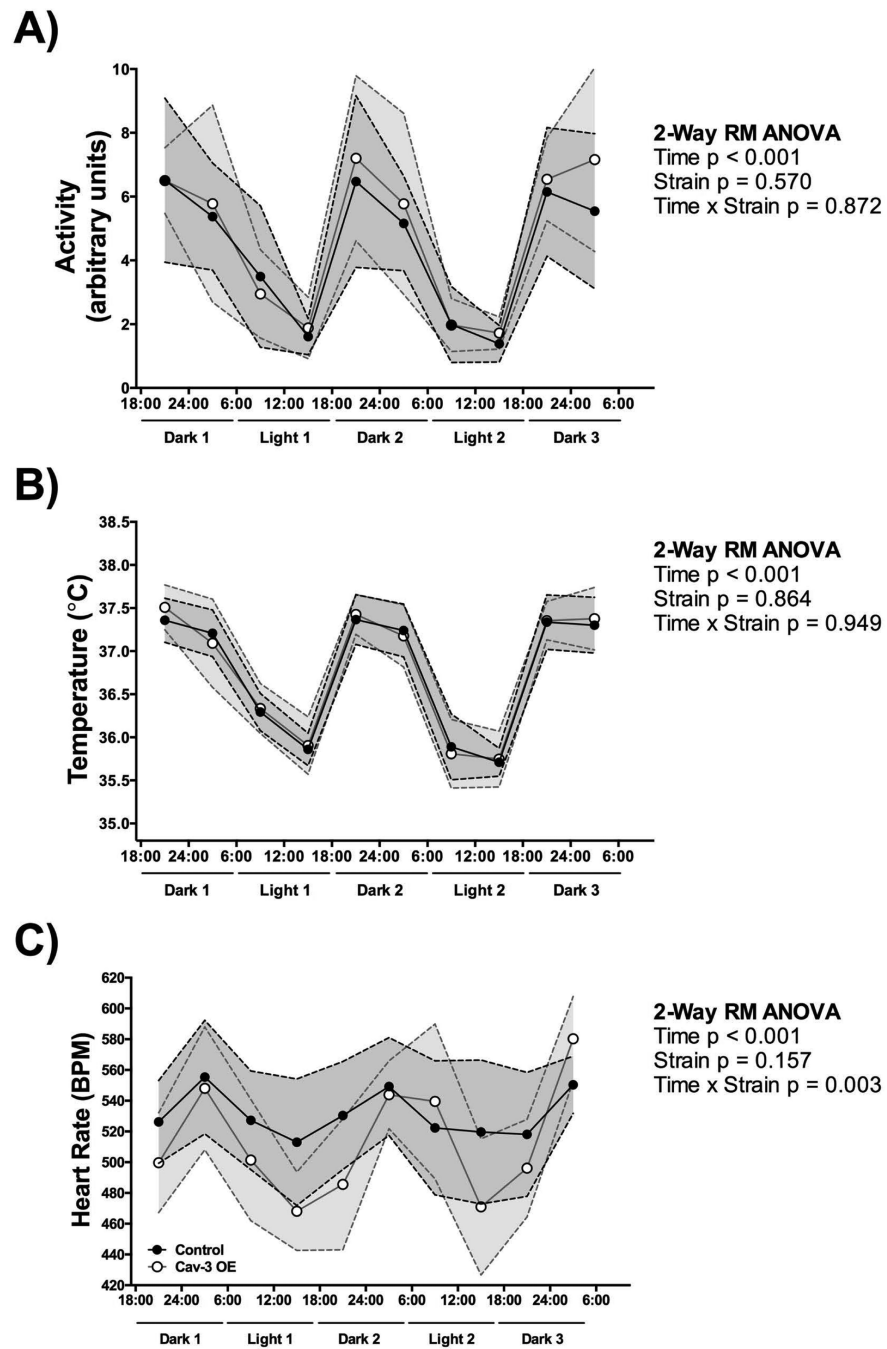 A)
Activity
(arbitrary units)
10
8
6
4
2
0
18:00 24:00 6:00 12:00 18:00 24:00 6:00 12:00 18:00 24:00 6:00
Dark 1 Light 1 Dark 2 Light 2 Dark 3
2-Way RM ANOVA
Time p < 0.001
Strain p = 0.570
Time x Strain p = 0.872
B)
Temperature (°C)
38.5
38.0
37.5
37.0
36.5
36.0
35.5
35.0
18:00 24:00 6:00 12:00 18:00 24:00 6:00 12:00 18:00 24:00 6:00
Dark 1 Light 1 Dark 2 Light 2 Dark 3
2-Way RM ANOVA
Time p < 0.001
Strain p = 0.864
Time x Strain p = 0.949
C)
Heart Rate (BPM)
620
600
580
560
540
520
500
480
460
440
420
Control
Cav-3 OE
18:00 24:00 6:00 12:00 18:00 24:00 6:00 12:00 18:00 24:00 6:00
Dark 1 Light 1 Dark 2 Light 2 Dark 3
2-Way RM ANOVA
Time p < 0.001
Strain p = 0.157
Time x Strain p = 0.003